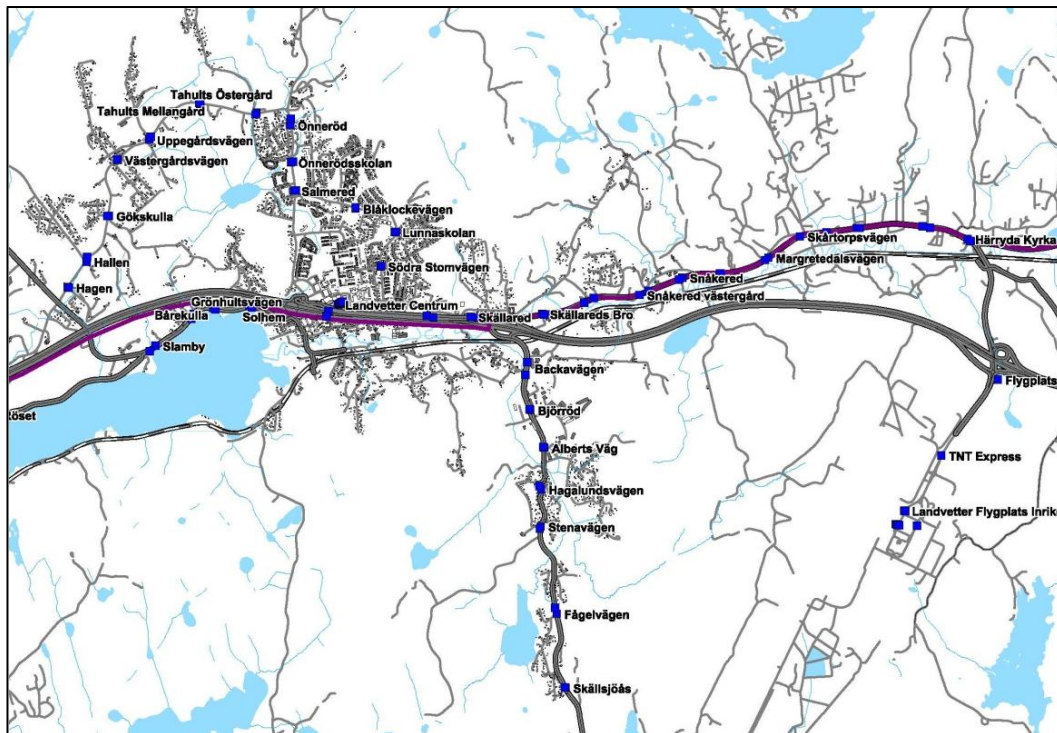 Tahults Östergård
Tahults Mellangård
Önneröd
Uppegårdsvägen
Västergårdsvägen
Önnerödsskolan
Salmered
Blåklockevägen
Gökskulla
Lunnaskolan
Skårtorpsvägen
Härryda Kyrka
Hallen
Södra Stomvägen
Margretedalsvägen
Snåkered
Hagen
Snåkered västergård
Grönhultsvägen
Landvetter Centrum
Bårekulla
Solhem
Skällared
Skällareds Bro
Slamby
Backavägen
Flygplats
Björröd
öset
Alberts Väg
TNT Express
Hagalundsvägen
Landvetter Flygplats Inrik
Stenavägen
Fågelvägen
Skällsjöås